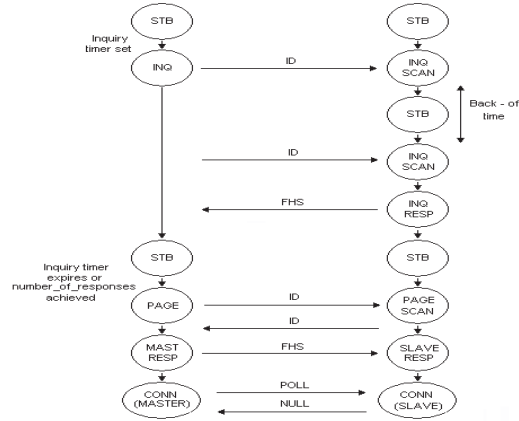 STB
STB
Inquiry
timer set
INQ
ID
INQ
SCAN
Back - of
time
STB
ID
INQ
SCAN
FHS
INQ
RESP
STB
STB
Inquiry timer
expires or
number_of_responses
achieved
PAGE
ID
PAGE
SCAN
ID
MAST
RESP
FHS
SLAVE
RESP
CONN
(MASTER)
POLL
NULL
CONN
(SLAVE)